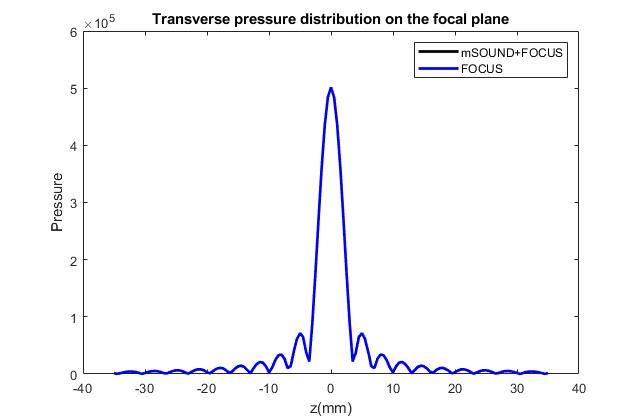 Transverse pressure distribution on the focal plane
×10^5
mSOUND+FOCUS
FOCUS
6
5
4
3
2
1
0
Pressure
-40 -30 -20 -10 0 10 20 30 40
z(mm)